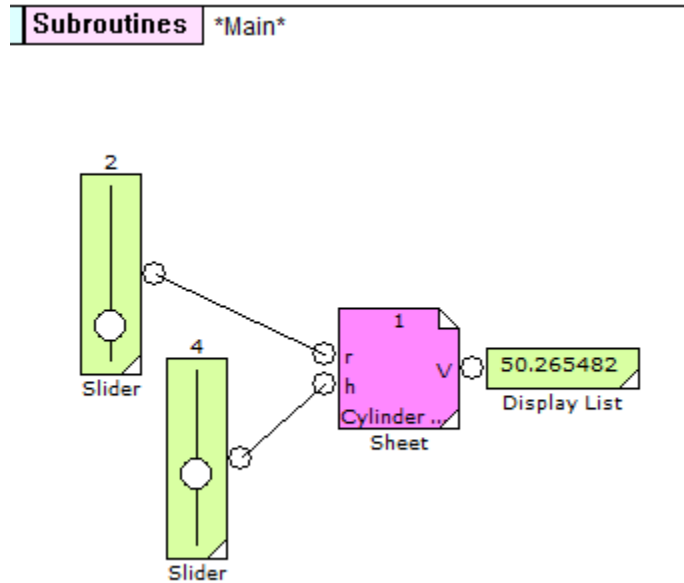 Subroutines *Main*
2
Slider
4
Slider
1
r
h
V
Cylinder ..
Sheet
50.265482
Display List